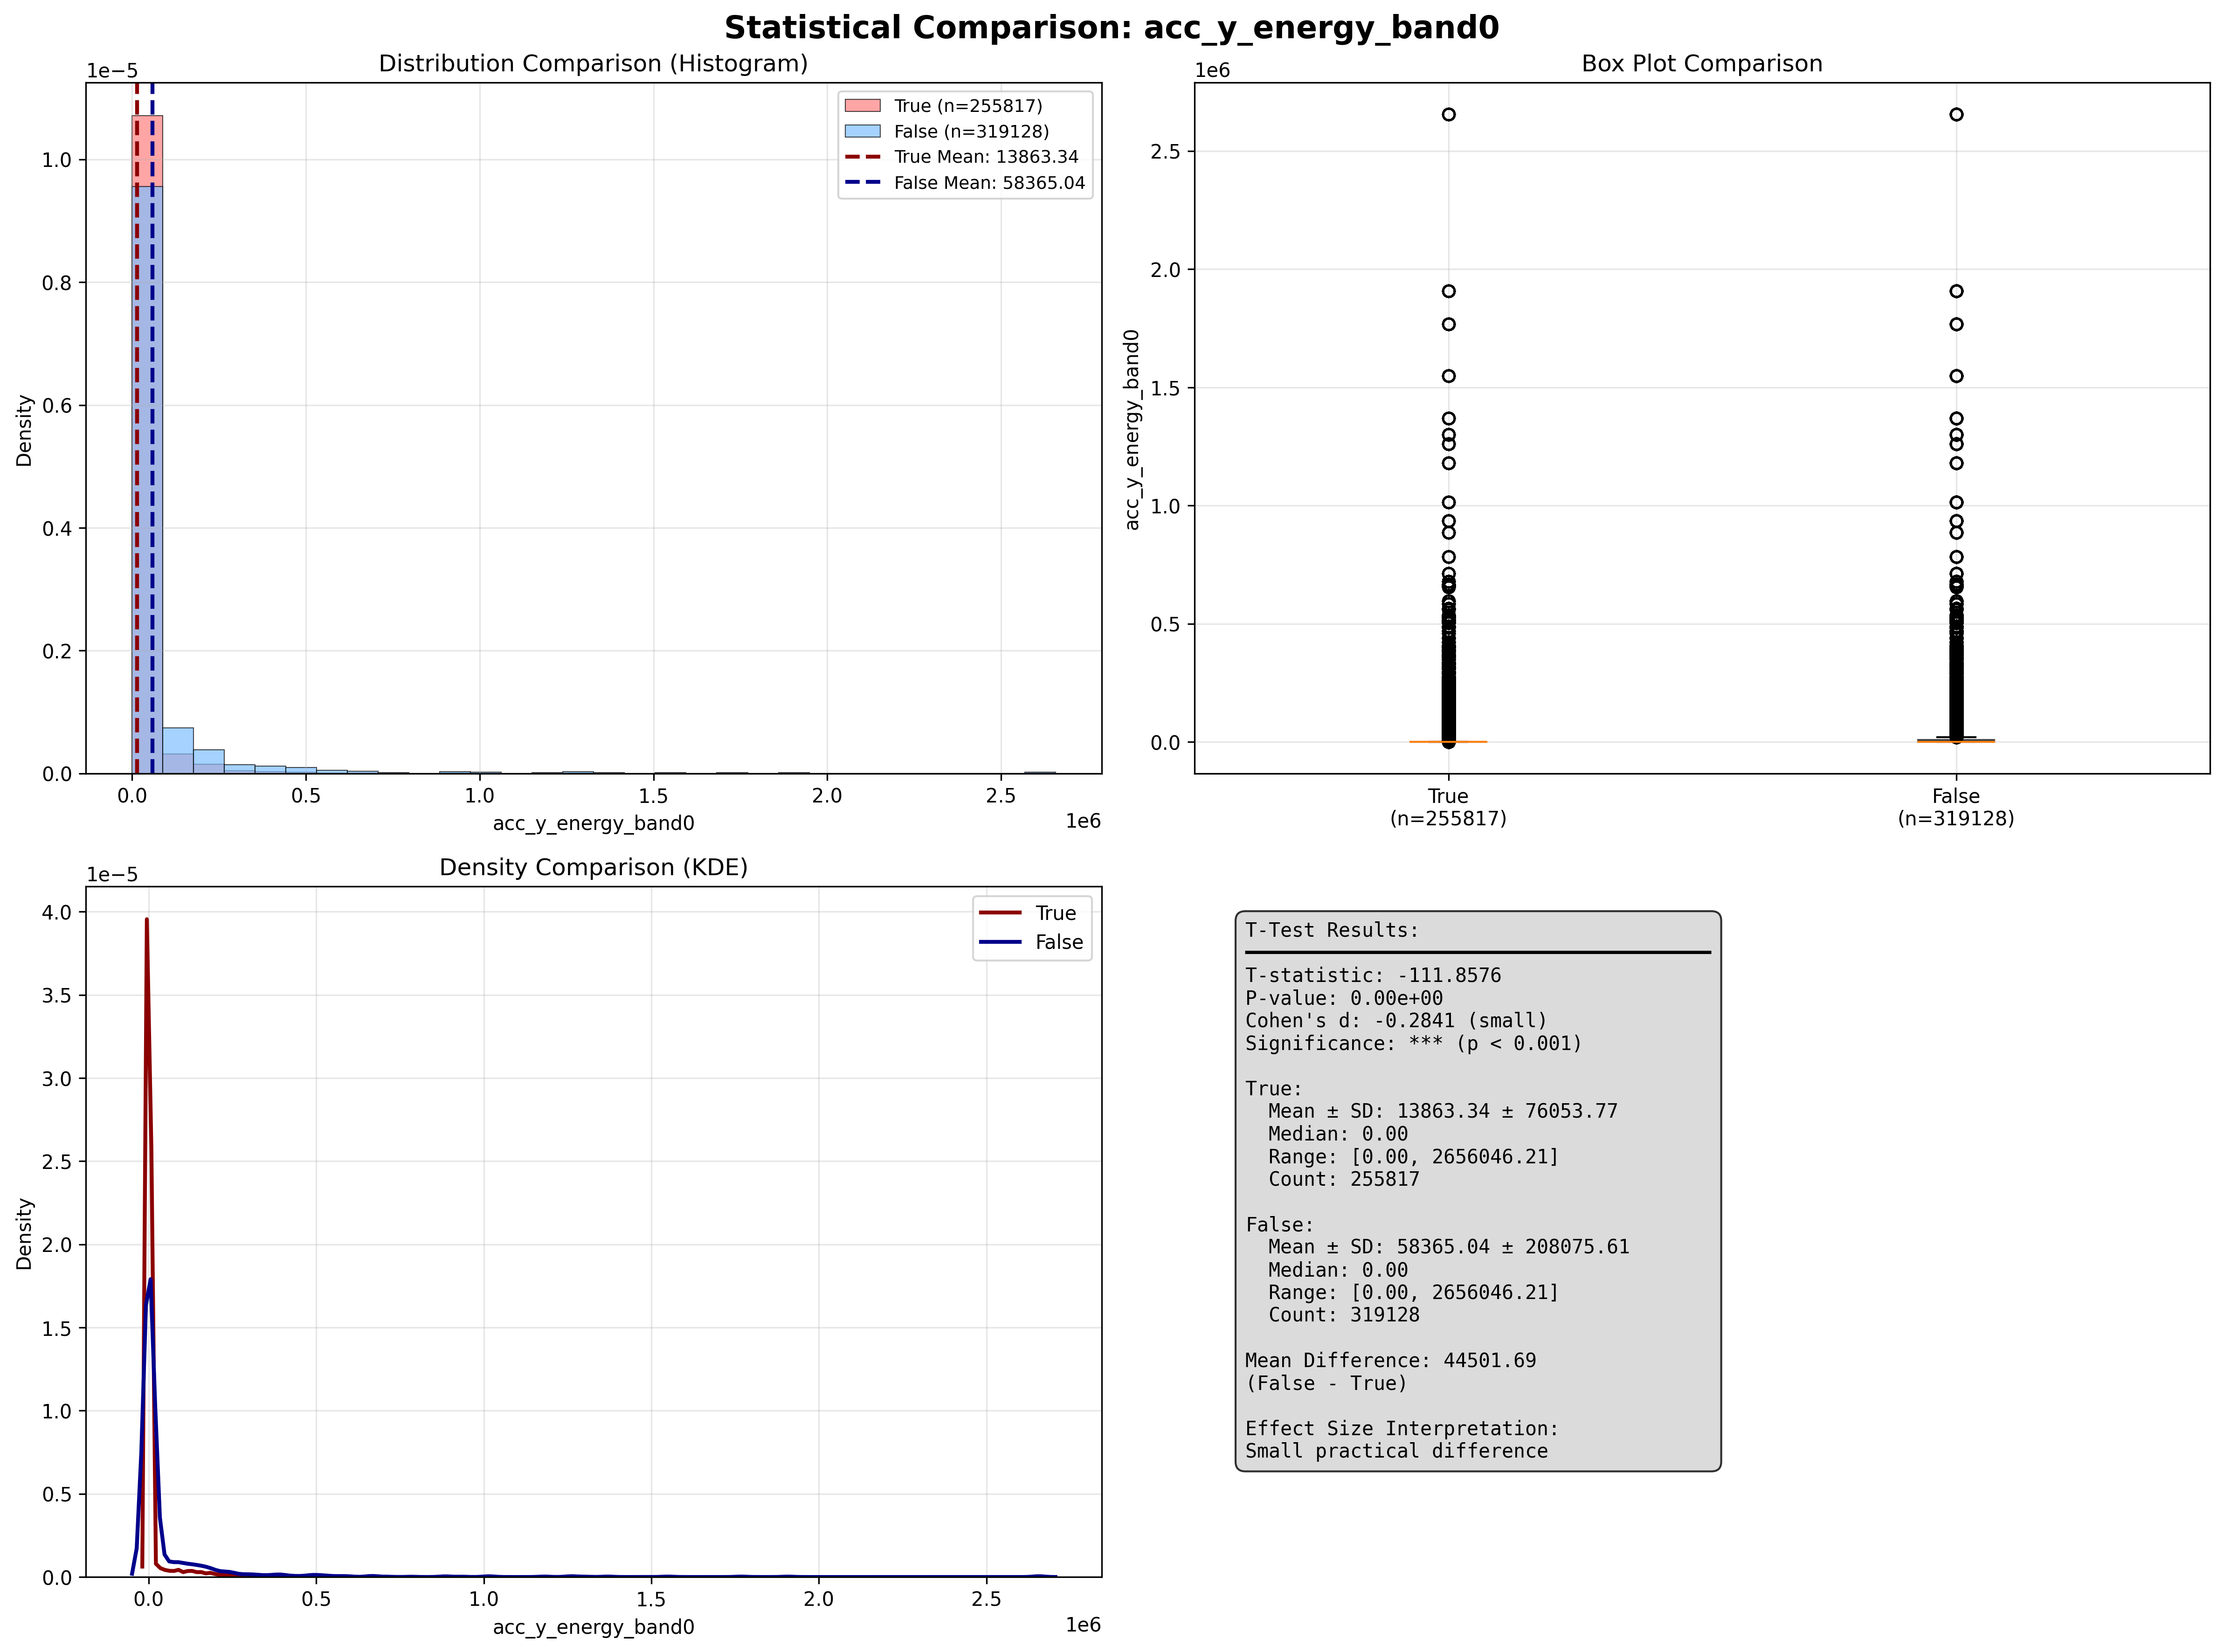 Statistical Comparison: acc_y_energy_band0
Distribution Comparison (Histogram)
1e−5
1.0
0.8
0.6
0.4
0.2
0.0
Density
True (n=255817)
False (n=319128)
True Mean: 13863.34
False Mean: 58365.04
0.0 0.5 1.0 1.5 2.0 2.5
acc_y_energy_band0
1e6
Box Plot Comparison
1e6
2.5
2.0
1.5
1.0
0.5
0.0
acc_y_energy_band0
True
(n=255817)
False
(n=319128)
Density Comparison (KDE)
1e−5
4.0
3.5
3.0
2.5
2.0
1.5
1.0
0.5
0.0
Density
True
False
0.0 0.5 1.0 1.5 2.0 2.5
acc_y_energy_band0
1e6
T-Test Results:
T-statistic: -111.8576
P-value: 0.00e+00
Cohen's d: -0.2841 (small)
Significance: *** (p < 0.001)
True:
Mean ± SD: 13863.34 ± 76053.77
Median: 0.00
Range: [0.00, 2656046.21]
Count: 255817
False:
Mean ± SD: 58365.04 ± 208075.61
Median: 0.00
Range: [0.00, 2656046.21]
Count: 319128
Mean Difference: 44501.69
(False - True)
Effect Size Interpretation:
Small practical difference